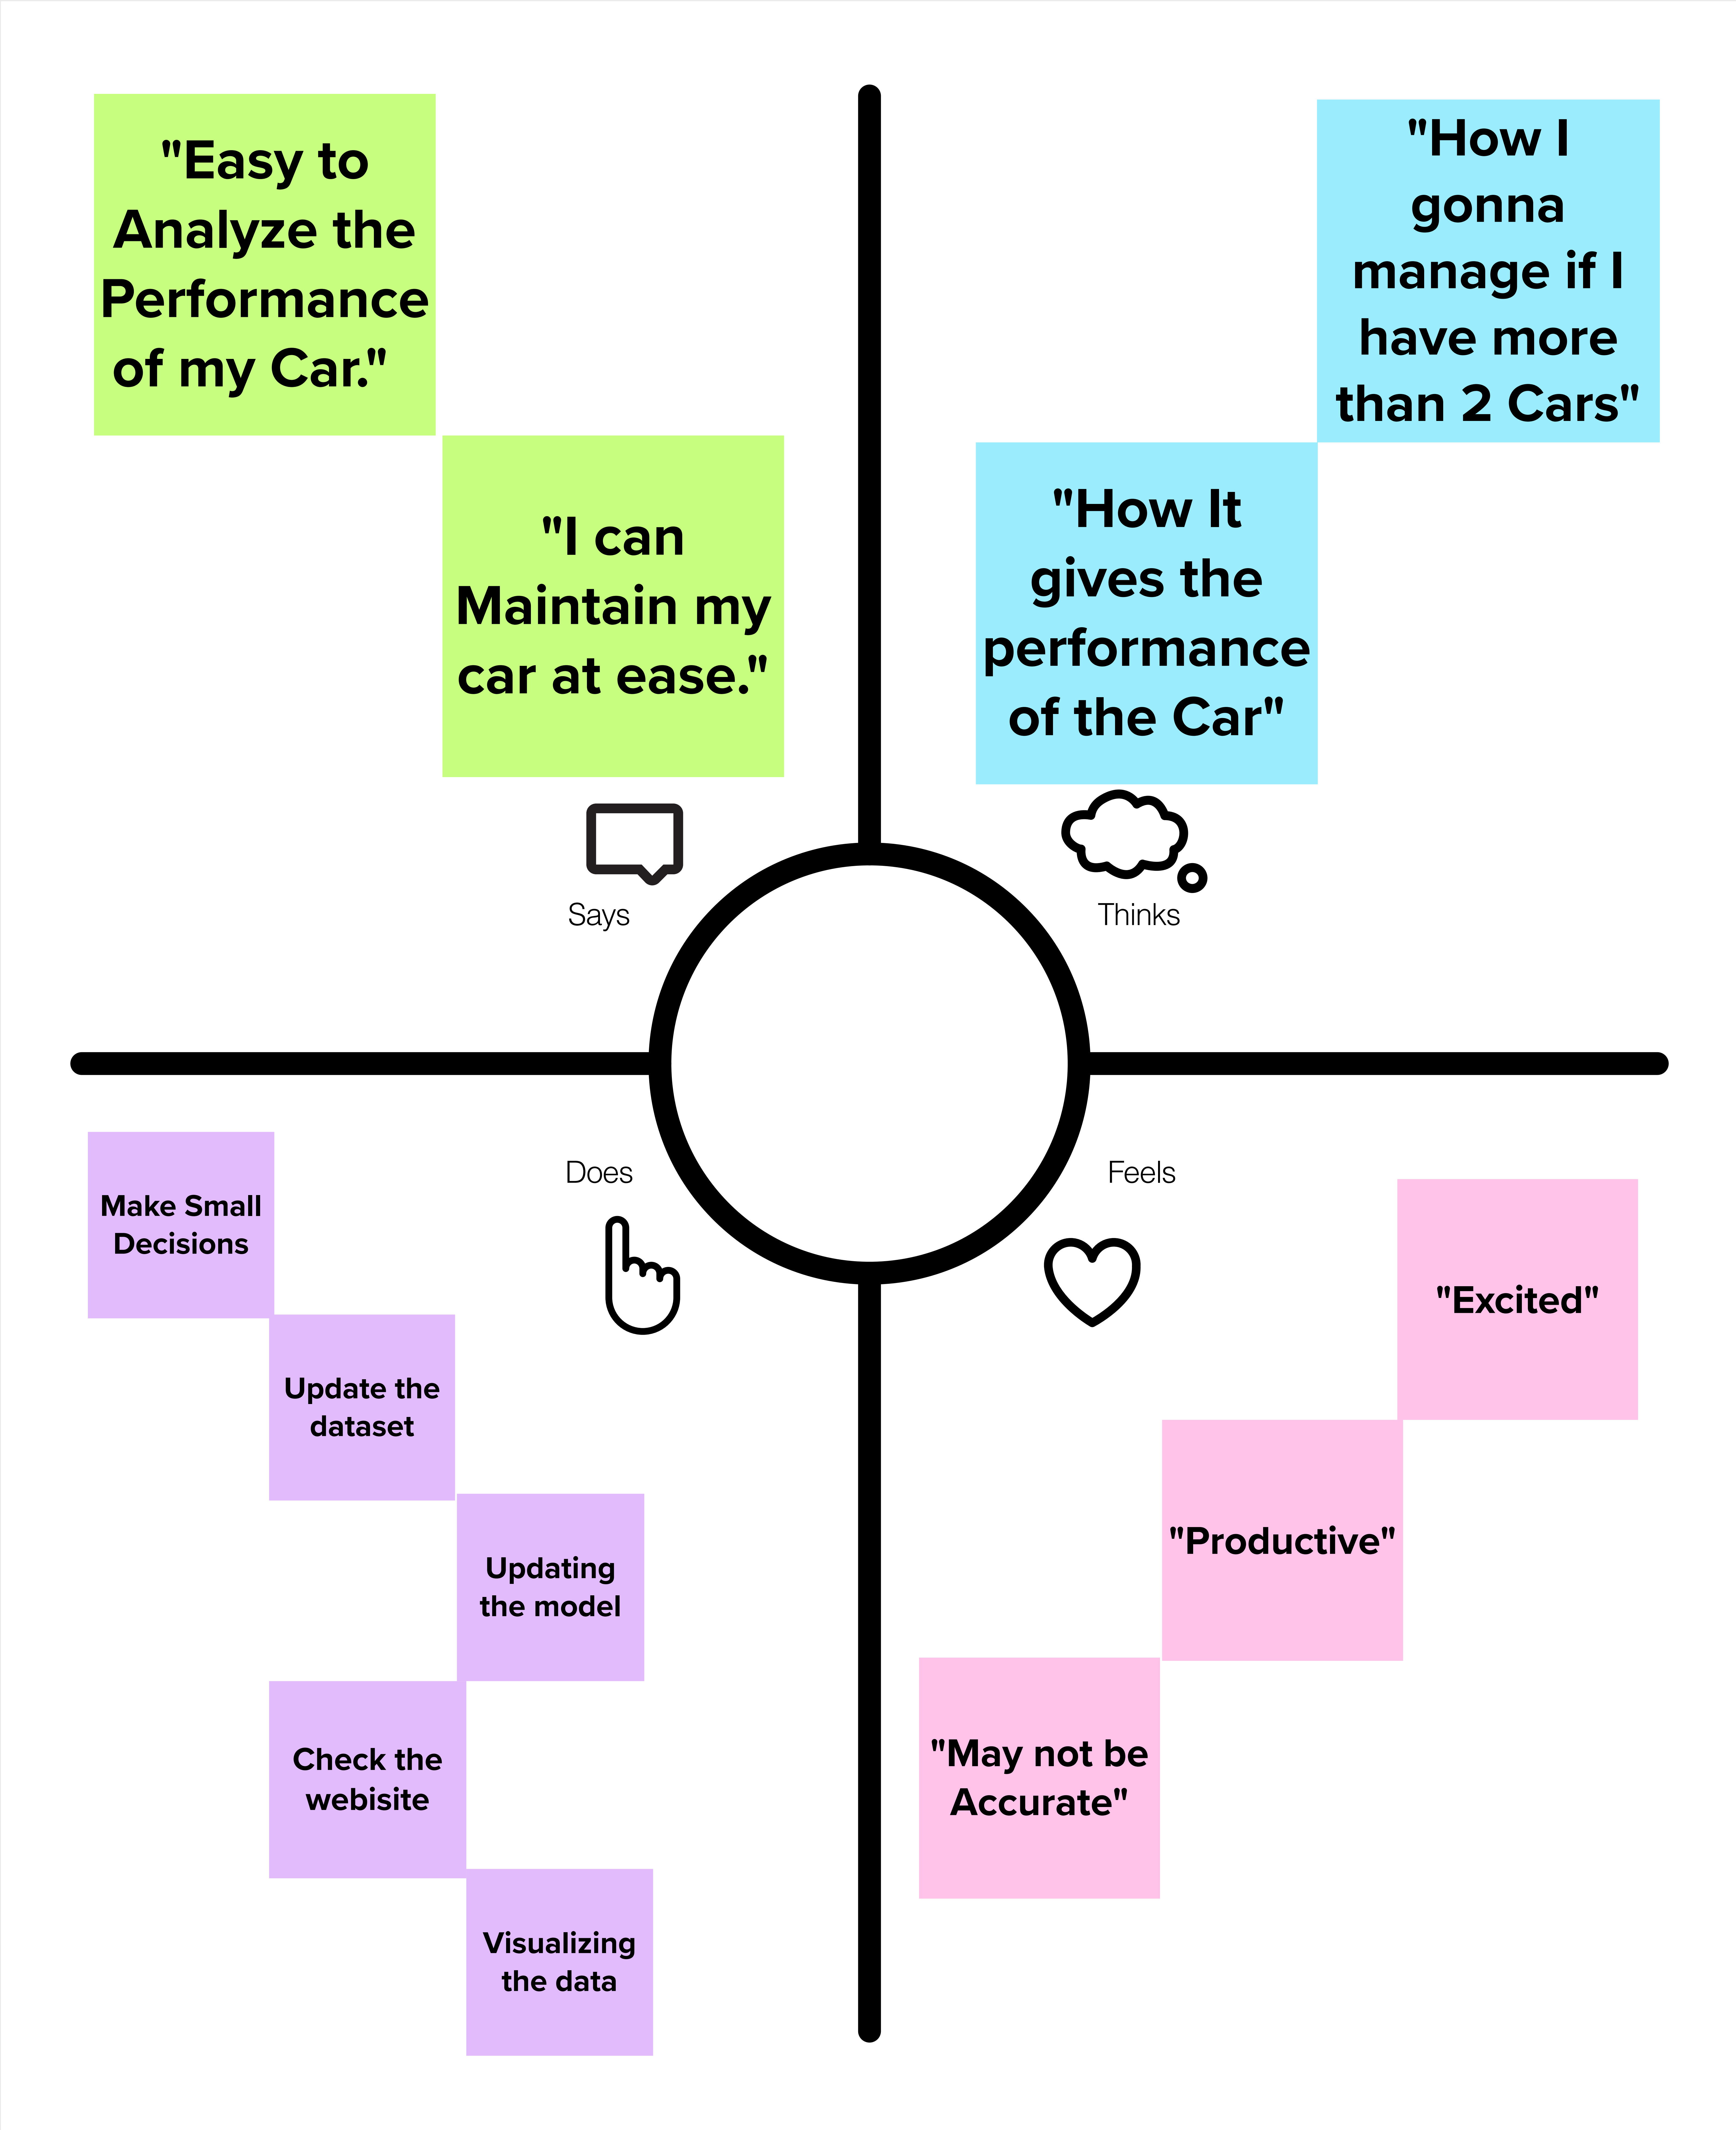 "Easy to
Analyze the
Performance
of my Car."
"I can
Maintain my
car at ease."
Says
"How I
gonna
manage if I
have more
than 2 Cars"
"How It
gives the
performance
of the Car"
Thinks
Does
Make Small
Decisions
Update the
dataset
Updating
the model
Check the
webisite
Visualizing
the data
Feels
"Excited"
"Productive"
"May not be
Accurate"